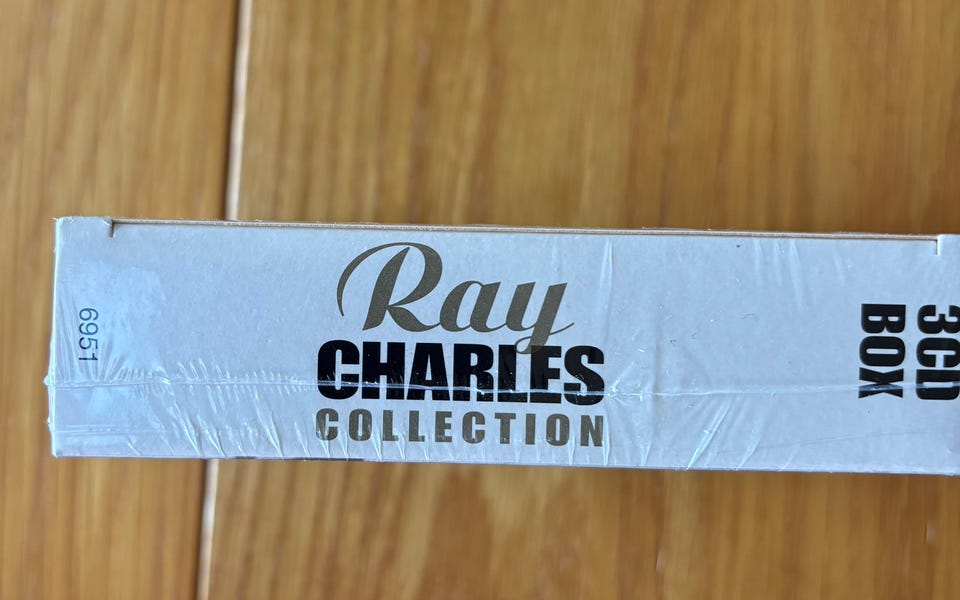 6951
Ray
CHARLES
COLLECTION
3CD
BOX